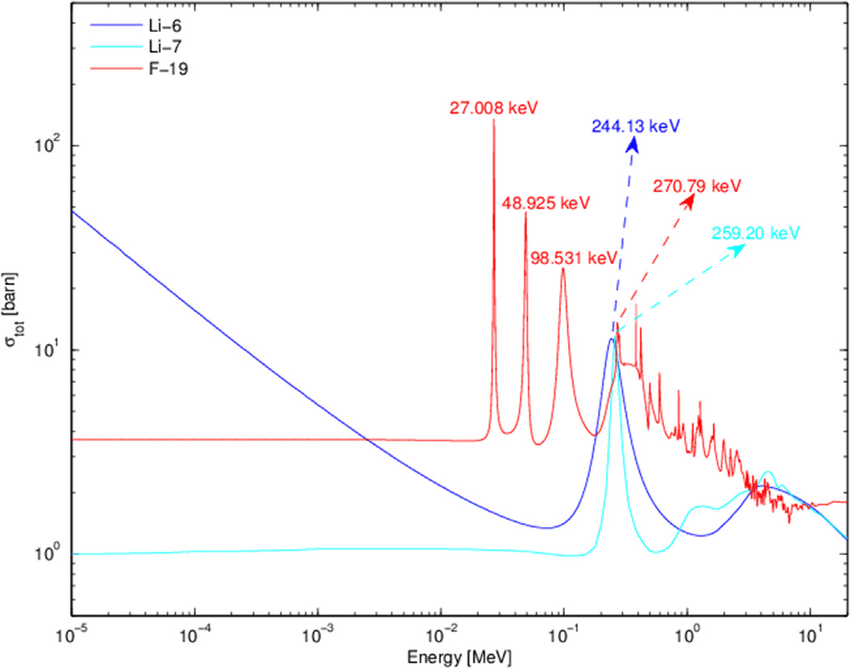 Li−6
Li−7
F−19
27.008 keV
244.13 keV
48.925 keV
270.79 keV
98.531 keV
259.20 keV
10²
10¹
10⁰
σtot [barn]
10⁻⁵
10⁻⁴
10⁻³
10⁻²
10⁻¹
10⁰
10¹
Energy [MeV]